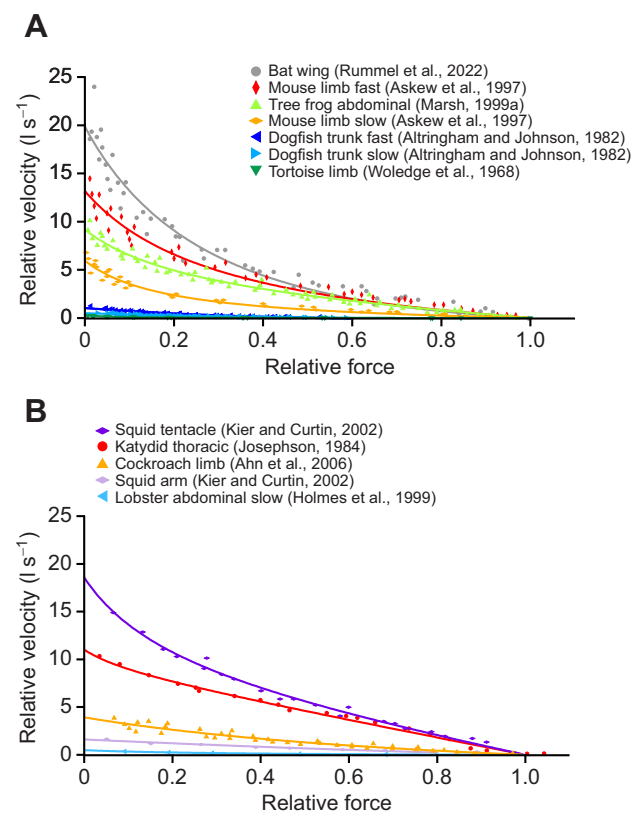 A
Bat wing (Rummel et al., 2022)
Mouse limb fast (Askew et al., 1997)
Tree frog abdominal (Marsh, 1999a)
Mouse limb slow (Askew et al., 1997)
Dogfish trunk fast (Altringham and Johnson, 1982)
Dogfish trunk slow (Altringham and Johnson, 1982)
Tortoise limb (Woledge et al., 1968)
25
20
15
10
5
0
Relative velocity (l s⁻¹)
0 0.2 0.4 0.6 0.8 1.0
Relative force
B
Squid tentacle (Kier and Curtin, 2002)
Katydid thoracic (Josephson, 1984)
Cockroach limb (Ahn et al., 2006)
Squid arm (Kier and Curtin, 2002)
Lobster abdominal slow (Holmes et al., 1999)
25
20
15
10
5
0
Relative velocity (l s⁻¹)
0 0.2 0.4 0.6 0.8 1.0
Relative force